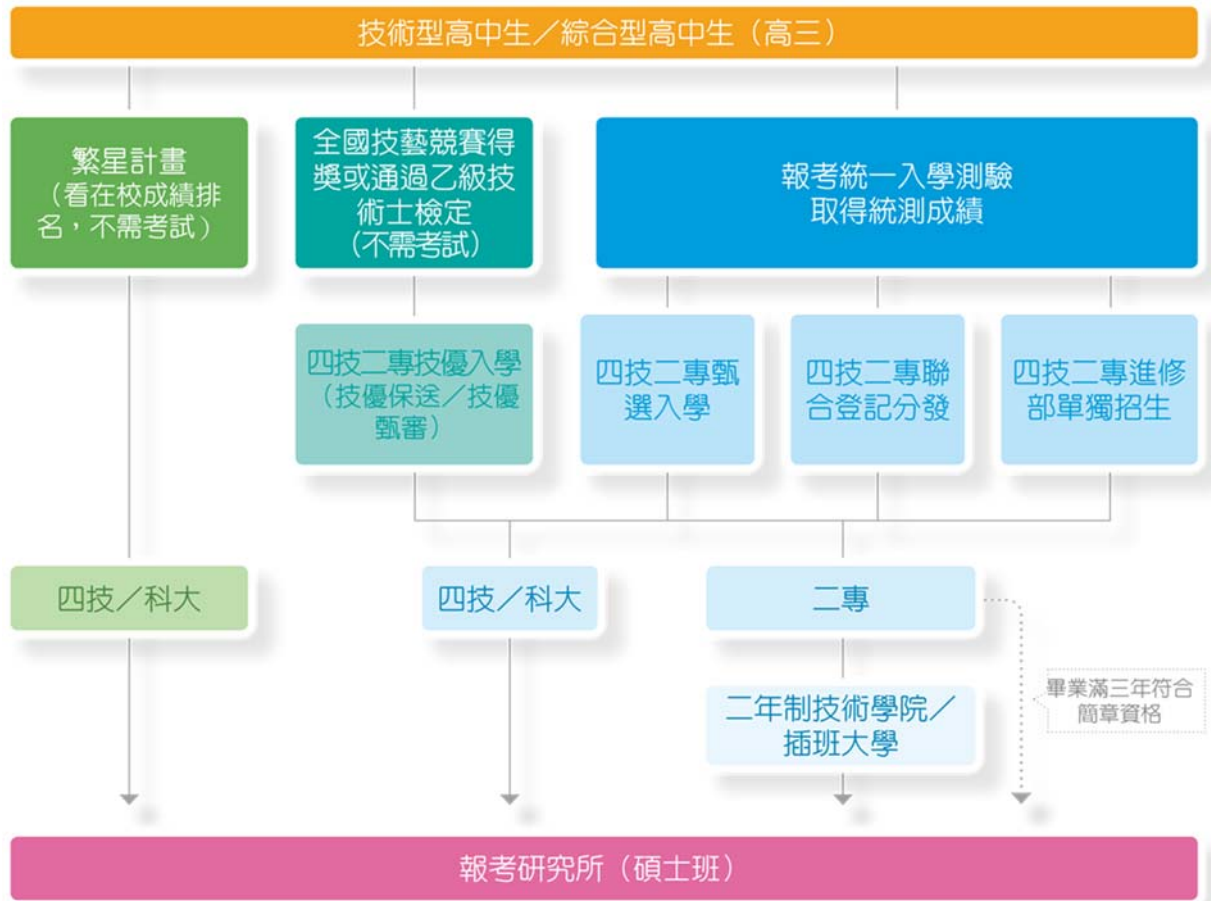 技術型高中生／綜合型高中生（高三）
繁星計畫
（看在校成績排
名，不需考試）
全國技藝競賽得
獎或通過乙級技
術士檢定
（不需考試）
報考統一入學測驗
取得統測成績
四技二專技優入學
（技優保送／技優
甄審）
四技二專甄
選入學
四技二專聯
合登記分發
四技二專進修
部單獨招生
四技／科大
四技／科大
二專
畢業滿三年符合
簡章資格
二年制技術學院／
插班大學
報考研究所（碩士班）